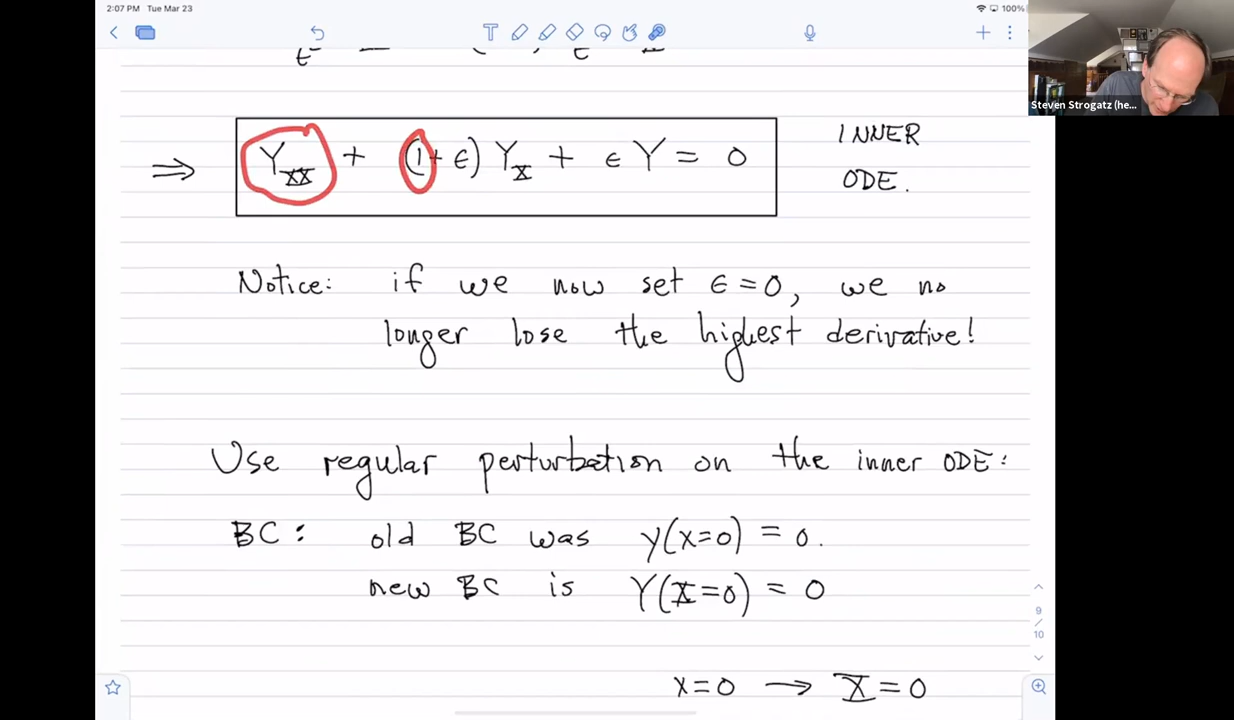 2:07 PM Tue Mar 23
100%
Steven Strogatz (he...
⇒ Y_XX + (1 + ε) Y_X + ε Y = 0
INNER
ODE.
Notice: if we now set ε = 0, we no
longer lose the highest derivative!
Use regular perturbation on the inner ODE:
BC: old BC was y(x=0) = 0.
new BC is Y(X=0) = 0
9
/
10
x=0 → X = 0